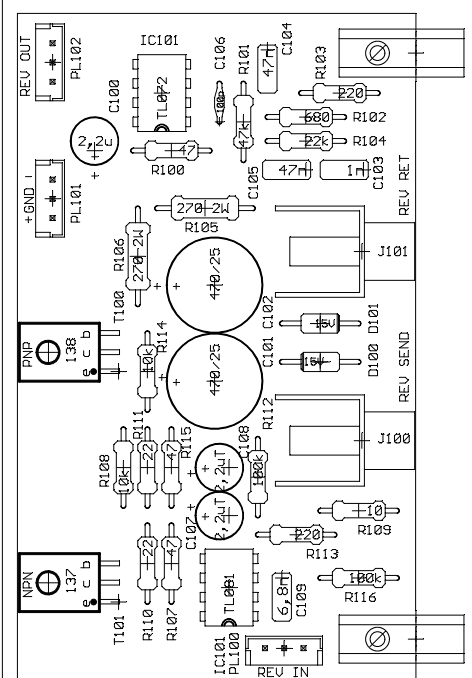 REV OUT
PL102
IC101
TL072
C100
2,2u
+
C106
100p
R101
47k
C104
47n
R103
220
R102
680
R104
22k
R100
47
C105
47n
1n
C103
REV RET
+GND-
PL101
270 2W
R105
R106
270 2W
J101
T100
470/25
+
C102
15V
D101
PNP
138
e c b
R114
10k
470/25
+
C101
15V
D100
REV SEND
R111
R112
J100
R108
10k
22
47
R115
C108
2,2uT
+
100k
2,2uT
+
C107
10
R109
220
R113
NPN
137
e c b
22
47
TL081
6,8n
C109
100k
R116
T101
R110
R107
IC101
PL100
REV IN